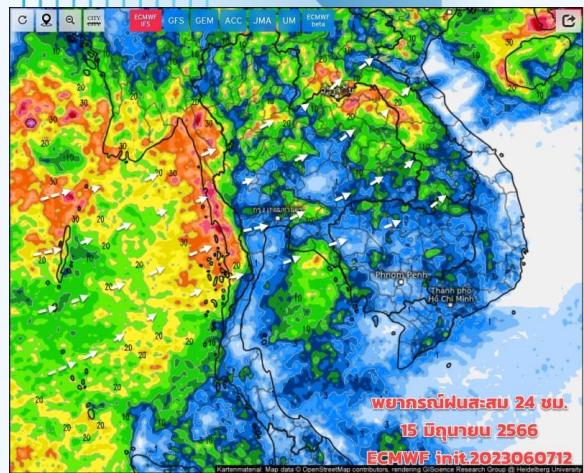 CITY
CITY
ECMWF
IFS
GFS
GEM
ACC
JMA
UM
ECMWF
beta
Phnom Penh
Thành phố
Hồ Chí Minh
พยากรณ์ฝนสะสม 24 ชม.
15 มิถุนายน 2566
ECMWF init.2023060712
Kartenmaterial: Map data © OpenStreetMap contributors, rendering GIScience Research Group @ Heidelberg University